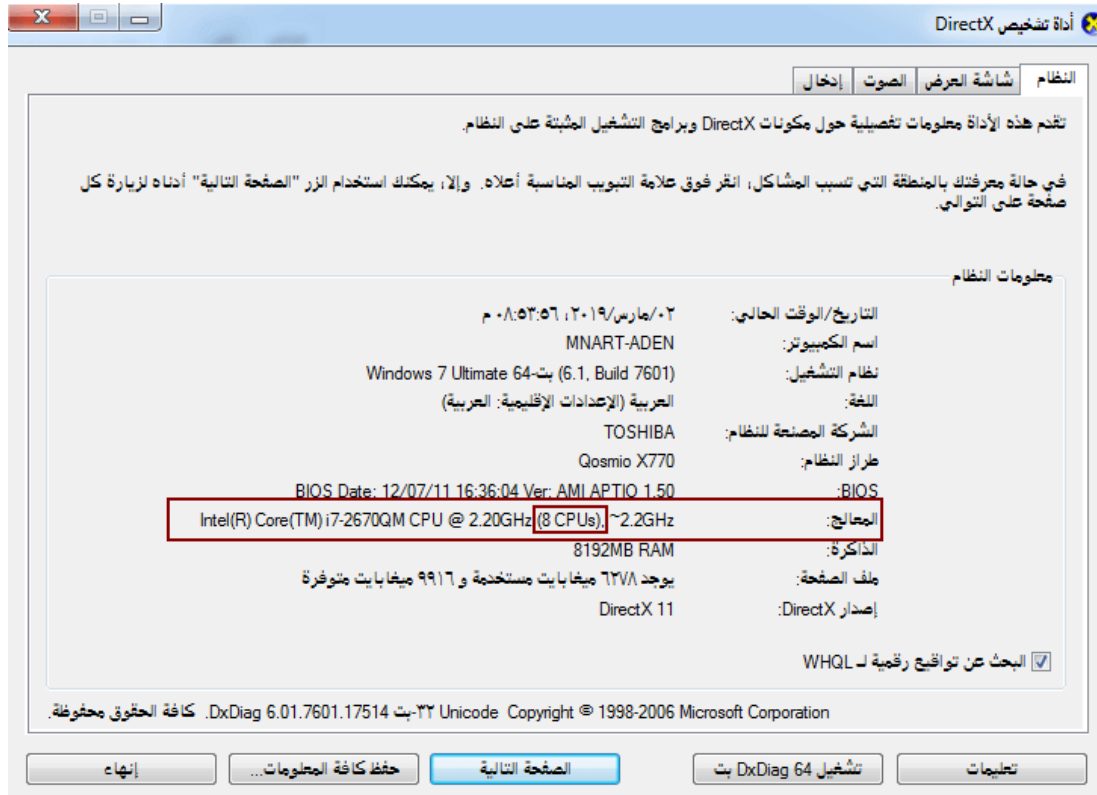 أداة تشخيص DirectX
النظام شاشة العرض الصوت إدخال
تقدم هذه الأداة معلومات تفصيلية حول مكونات DirectX وبرامج التشغيل المثبتة على النظام.
في حالة معرفتك بالمنطقة التي تسبب المشاكل، انقر فوق علامة التبويب المناسبة أعلاه. وإلا، يمكنك استخدام الزر "الصفحة التالية" أدناه لزيارة كل
صفحة على التوالي.
معلومات النظام
التاريخ/الوقت الحالي: ٠٢/مارس/٢٠١٩، ٠٨:٥٣:٥٦ م
اسم الكمبيوتر: MNART-ADEN
نظام التشغيل: Windows 7 Ultimate 64-بت (6.1, Build 7601)
اللغة: العربية (الإعدادات الإقليمية: العربية)
الشركة المصنعة للنظام: TOSHIBA
طراز النظام: Qosmio X770
BIOS: BIOS Date: 12/07/11 16:36:04 Ver: AMI APTIO 1.50
المعالج: Intel(R) Core(TM) i7-2670QM CPU @ 2.20GHz (8 CPUs), ~2.2GHz
الذاكرة: 8192MB RAM
ملف الصفحة: يوجد ٦٢٧٨ ميغابايت مستخدمة و ٩٩١٦ ميغابايت متوفرة
إصدار DirectX: DirectX 11
البحث عن تواقيع رقمية لـ WHQL
DxDiag 6.01.7601.17514 ٣٢-بت Unicode Copyright © 1998-2006 Microsoft Corporation. كافة الحقوق محفوظة.
تعليمات تشغيل DxDiag 64 بت الصفحة التالية حفظ كافة المعلومات... إنهاء